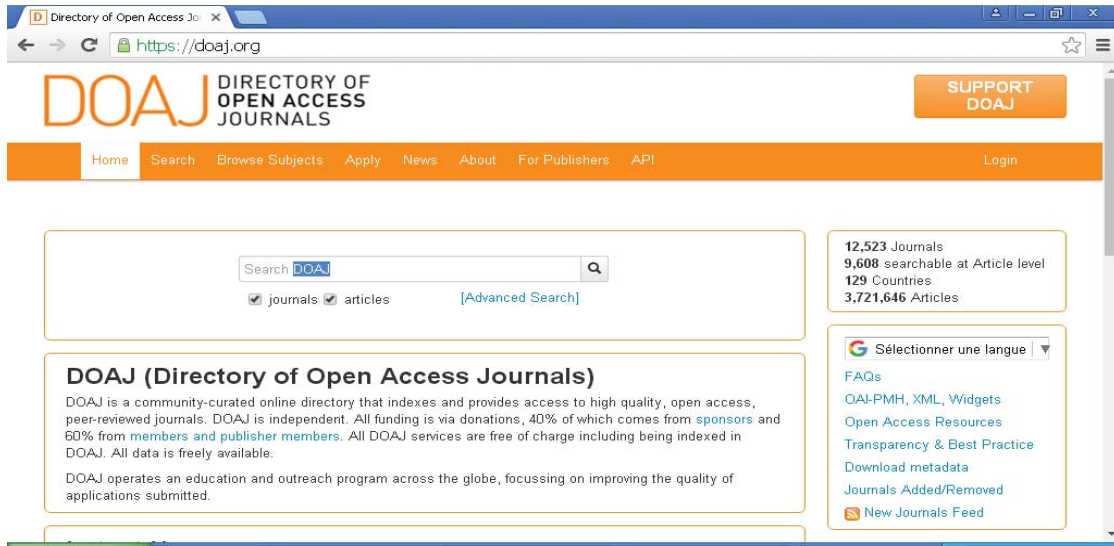 Directory of Open Access Jo
https://doaj.org
DOAJ
DIRECTORY OF
OPEN ACCESS
JOURNALS
SUPPORT
DOAJ
Home Search Browse Subjects Apply News About For Publishers API Login
Search DOAJ
journals articles [Advanced Search]
12,523 Journals
9,608 searchable at Article level
129 Countries
3,721,646 Articles
DOAJ (Directory of Open Access Journals)
DOAJ is a community-curated online directory that indexes and provides access to high quality, open access,
peer-reviewed journals. DOAJ is independent. All funding is via donations, 40% of which comes from sponsors and
60% from members and publisher members. All DOAJ services are free of charge including being indexed in
DOAJ. All data is freely available.
DOAJ operates an education and outreach program across the globe, focussing on improving the quality of
applications submitted.
G Sélectionner une langue
FAQs
OAI-PMH, XML, Widgets
Open Access Resources
Transparency & Best Practice
Download metadata
Journals Added/Removed
New Journals Feed